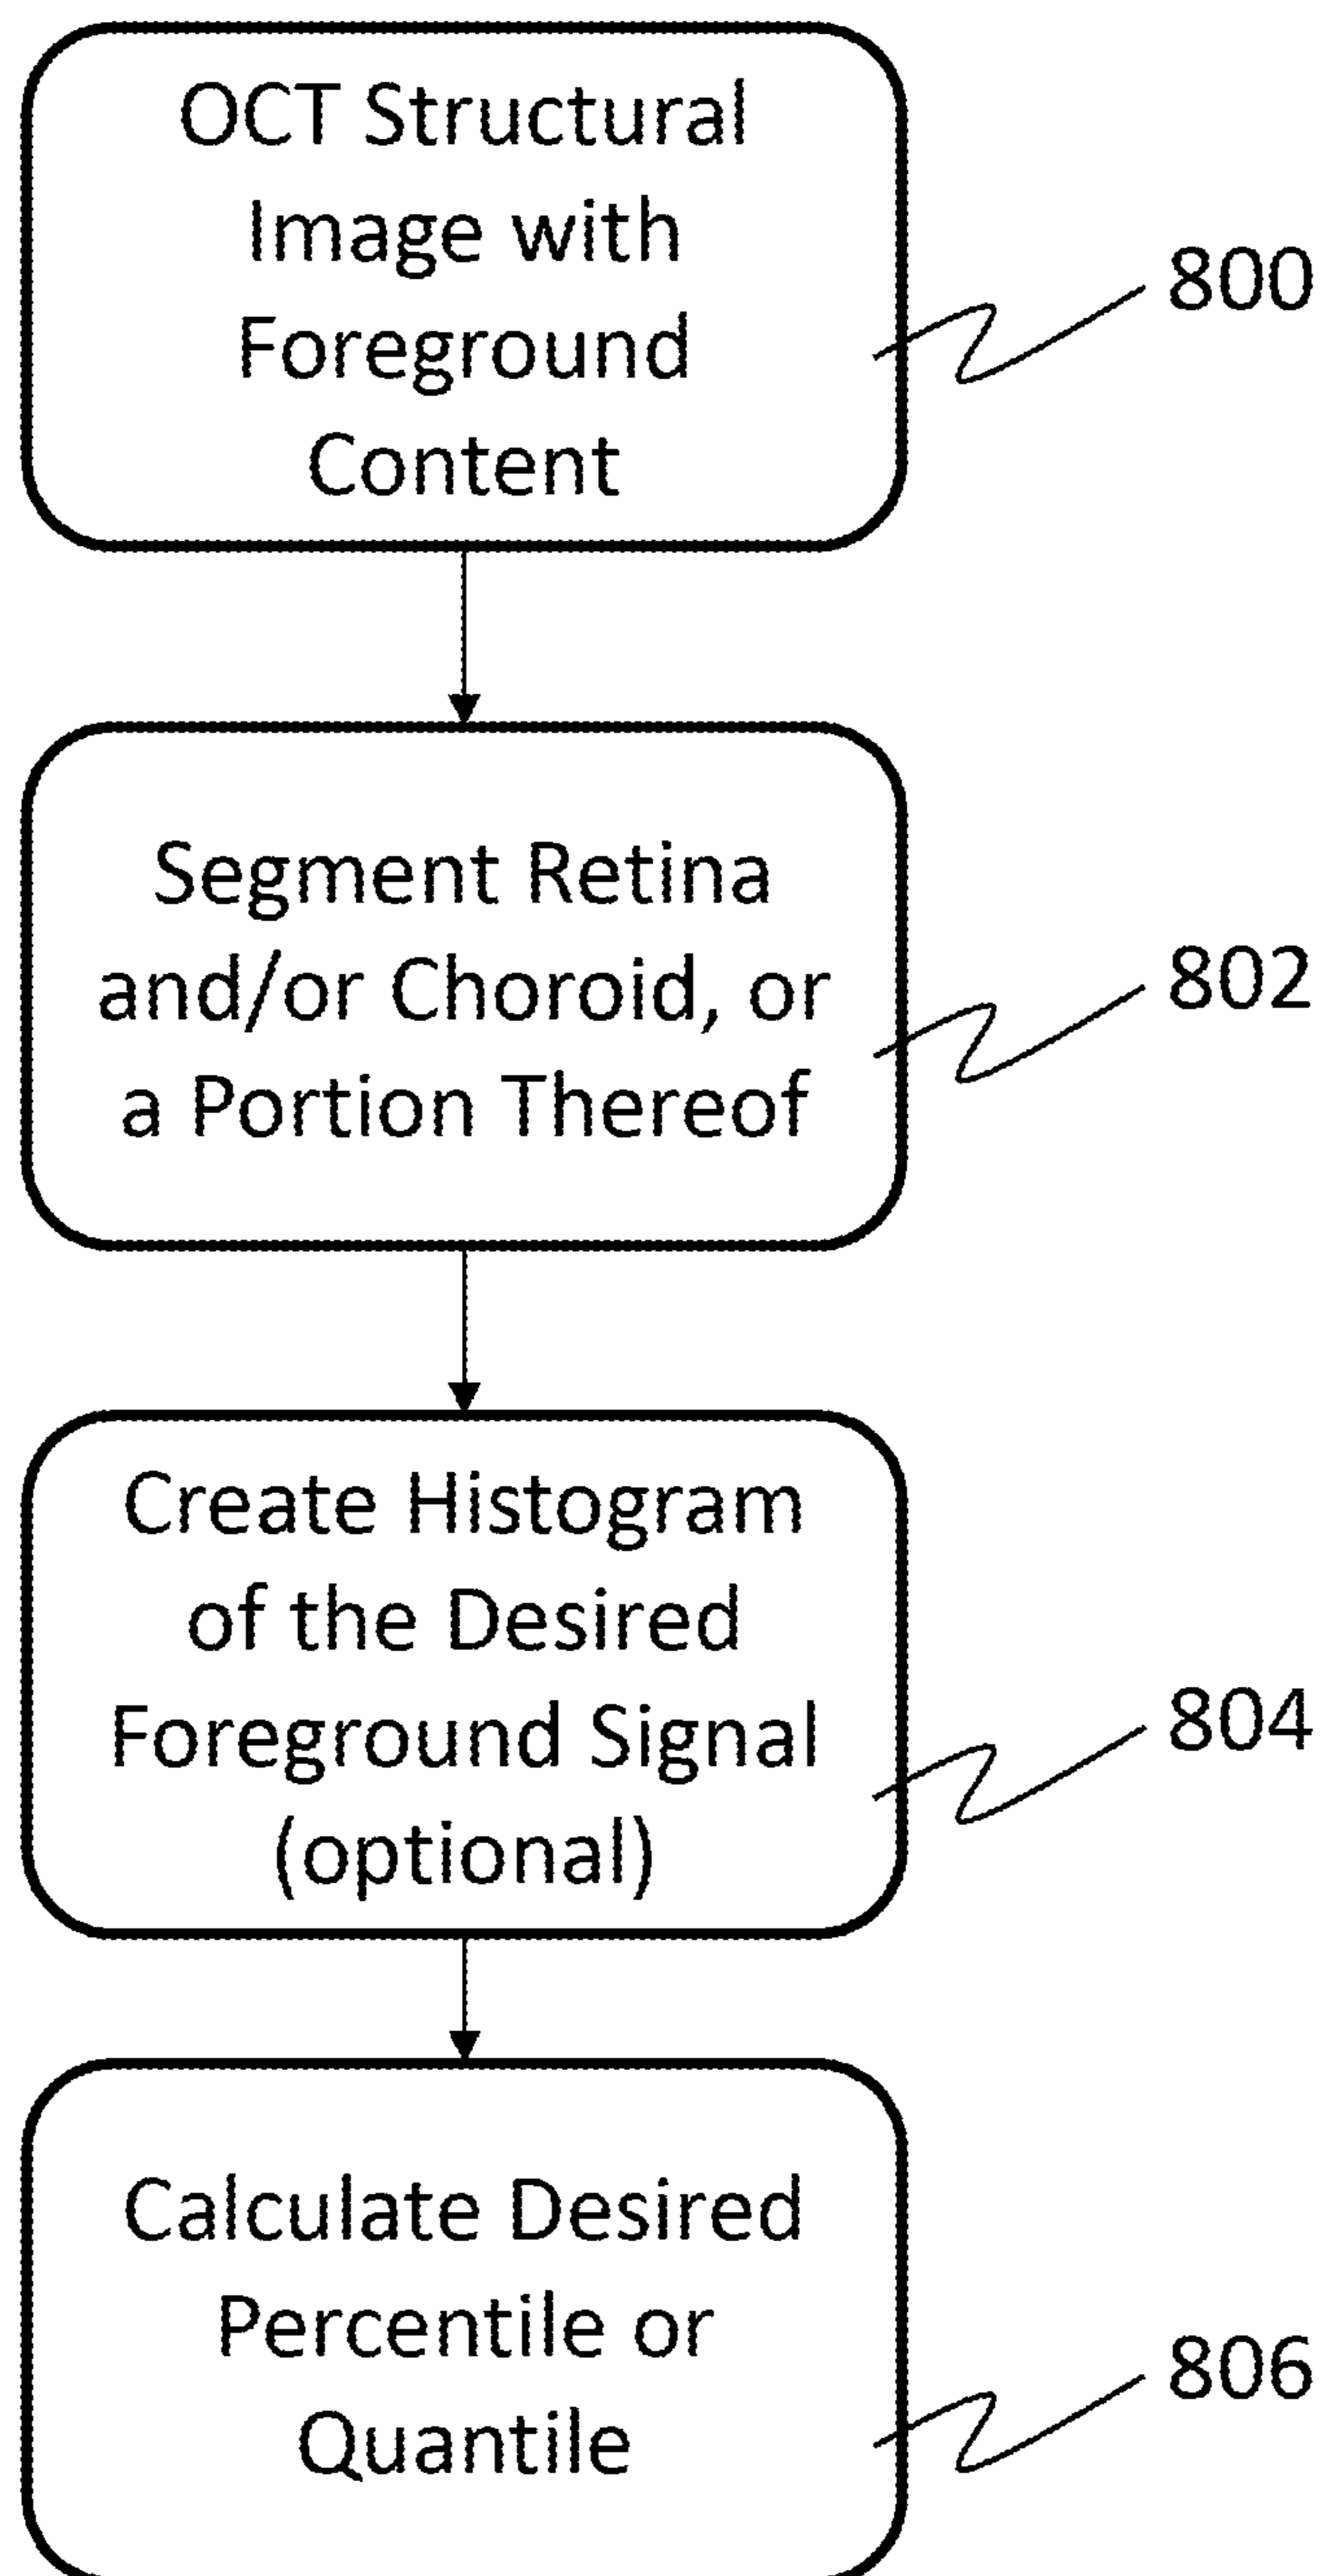 OCT Structural
Image with
Foreground
Content
800
Segment Retina
and/or Choroid, or
a Portion Thereof
802
Create Histogram
of the Desired
Foreground Signal
(optional)
804
Calculate Desired
Percentile or
Quantile
806